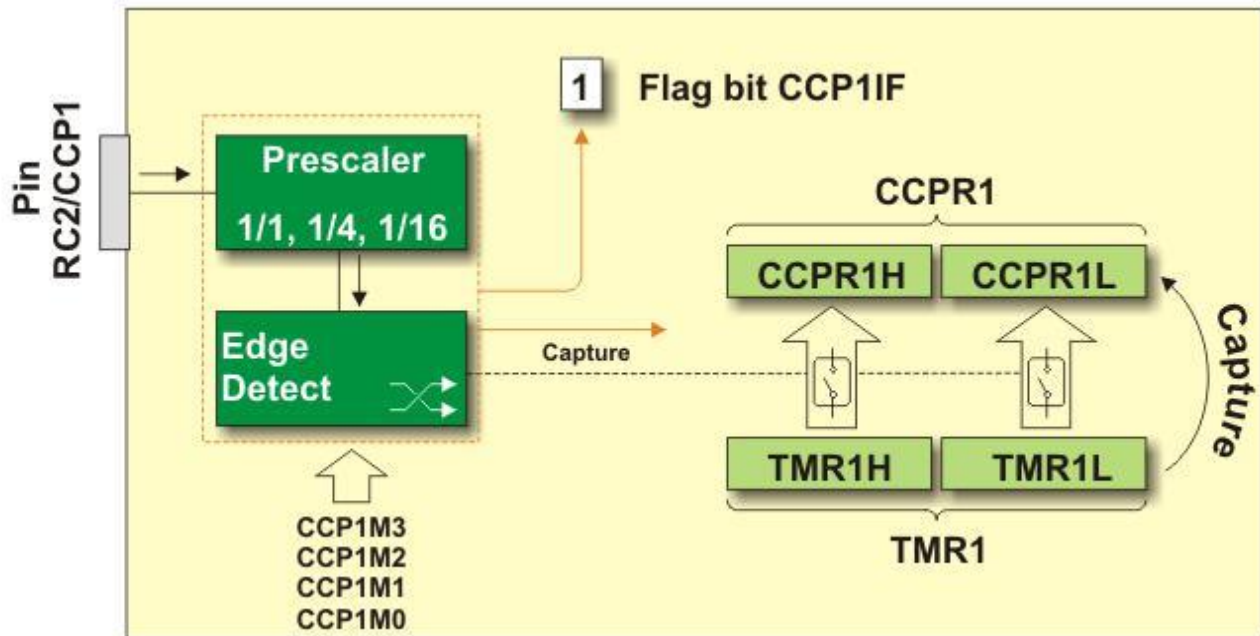 Pin
RC2/CCP1
Prescaler
1/1, 1/4, 1/16
Edge
Detect
1
Flag bit CCP1IF
Capture
CCPR1
CCPR1H
CCPR1L
TMR1H
TMR1L
TMR1
Capture
CCP1M3
CCP1M2
CCP1M1
CCP1M0